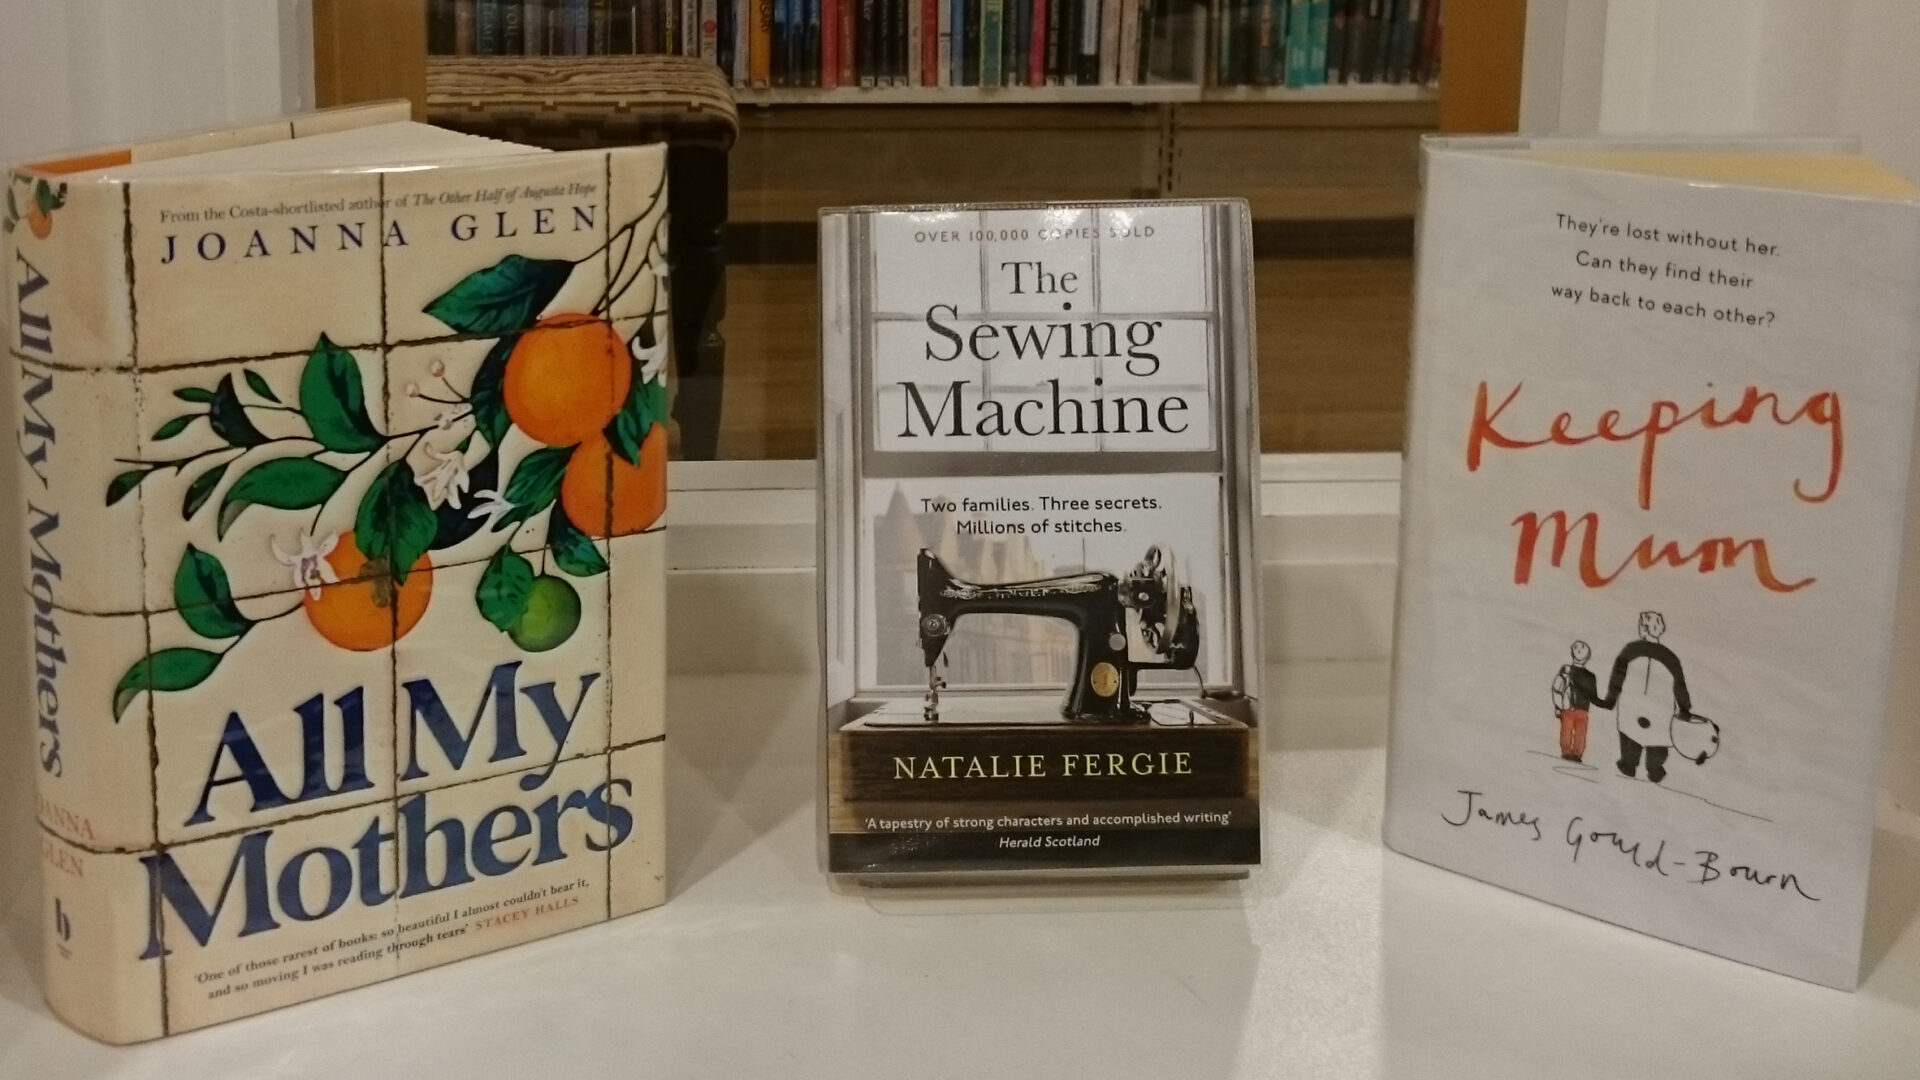 From the Costa-shortlisted author of The Other Half of Augusta Hope
JOANNA GLEN
All My
Mothers
'One of those rarest of books: so beautiful I almost couldn't bear it,
and so moving I was reading through tears' STACEY HALLS
All My Mothers
JOANNA
GLEN
b
OVER 100,000 COPIES SOLD
The
Sewing
Machine
Two families. Three secrets.
Millions of stitches.
NATALIE FERGIE
'A tapestry of strong characters and accomplished writing'
Herald Scotland
They're lost without her.
Can they find their
way back to each other?
Keeping
Mum
James Gould-Bourn